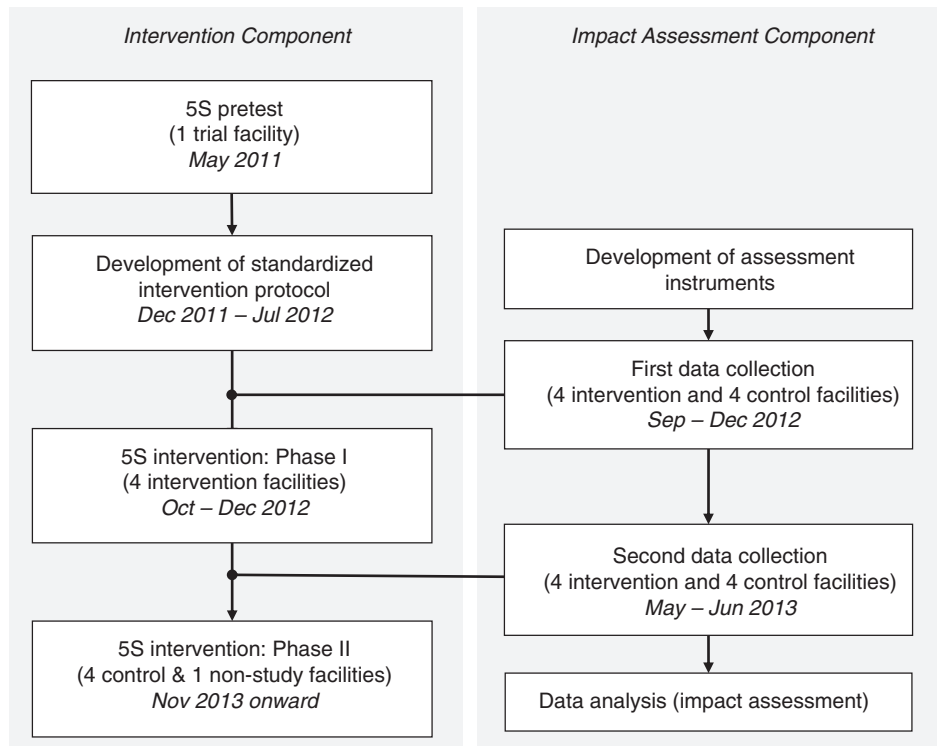 Intervention Component
5S pretest
(1 trial facility)
May 2011
Development of standardized
intervention protocol
Dec 2011 – Jul 2012
5S intervention: Phase I
(4 intervention facilities)
Oct – Dec 2012
5S intervention: Phase II
(4 control & 1 non-study facilities)
Nov 2013 onward
Impact Assessment Component
Development of assessment
instruments
First data collection
(4 intervention and 4 control facilities)
Sep – Dec 2012
Second data collection
(4 intervention and 4 control facilities)
May – Jun 2013
Data analysis (impact assessment)